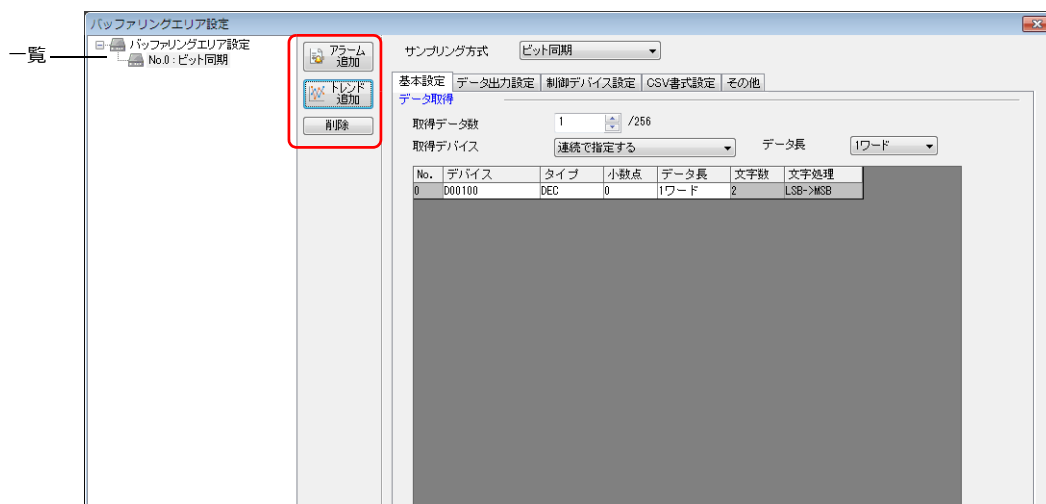 バッファリングエリア設定
一覧
バッファリングエリア設定
No.0：ビット同期
アラーム
追加
トレンド
追加
削除
サンプリング方式 ビット同期
基本設定 データ出力設定 制御デバイス設定 CSV書式設定 その他
データ取得
取得データ数 1 /256
取得デバイス 連続で指定する データ長 1ワード
No. デバイス タイプ 小数点 データ長 文字数 文字処理
0 D00100 DEC 0 1ワード 2 LSB->MSB